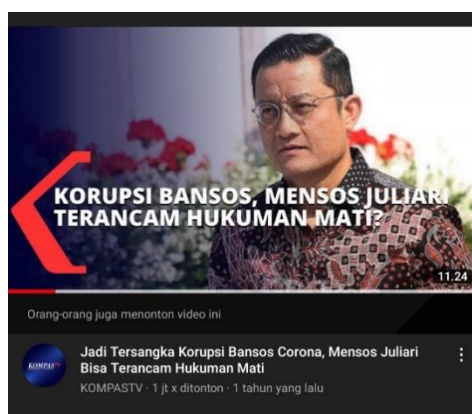 KORUPSI BANSOS, MENSOS JULIARI
TERANCAM HUKUMAN MATI?
11.24
Orang-orang juga menonton video ini
KOMPASTV
Jadi Tersangka Korupsi Bansos Corona, Mensos Juliari
Bisa Terancam Hukuman Mati
KOMPASTV · 1 jt x ditonton · 1 tahun yang lalu